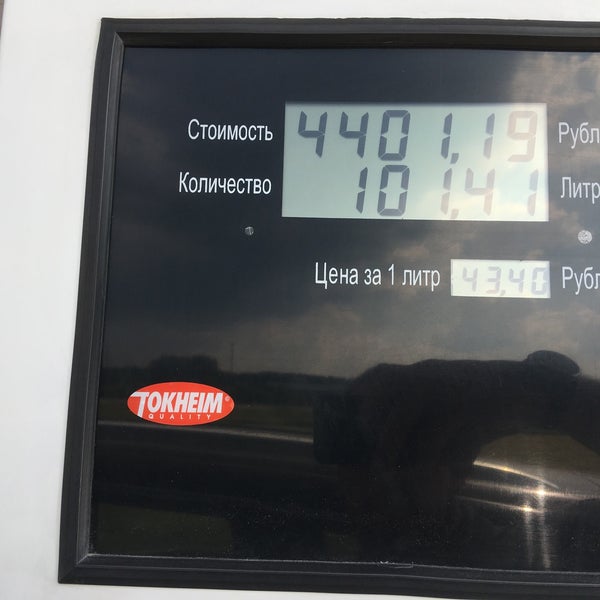 Стоимость 4401,19 Рубл
Количество 101,41 Литр
Цена за 1 литр 43,40 Рубл
TOKHEIM®
QUALITY